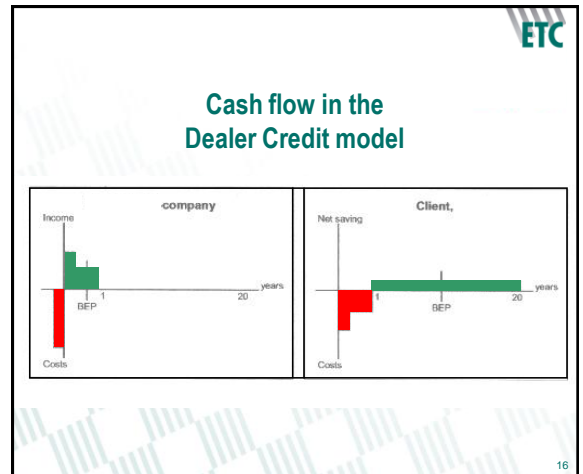 ETC
Cash flow in the
Dealer Credit model
company
Income
years
1
20
BEP
Costs
Client,
Net saving
years
1
20
BEP
Costs
16